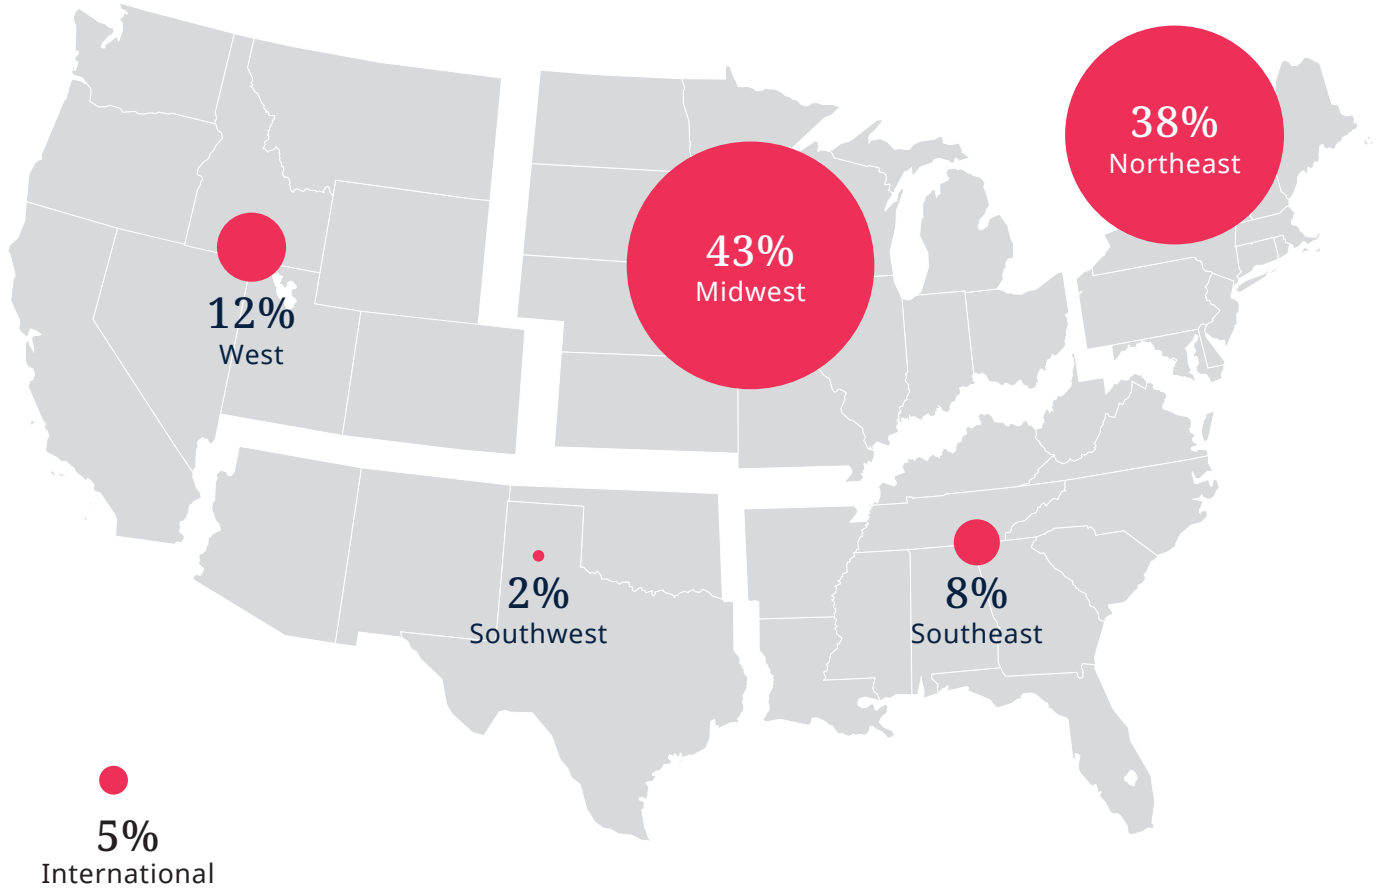 38%
Northeast
43%
Midwest
12%
West
2%
Southwest
8%
Southeast
5%
International